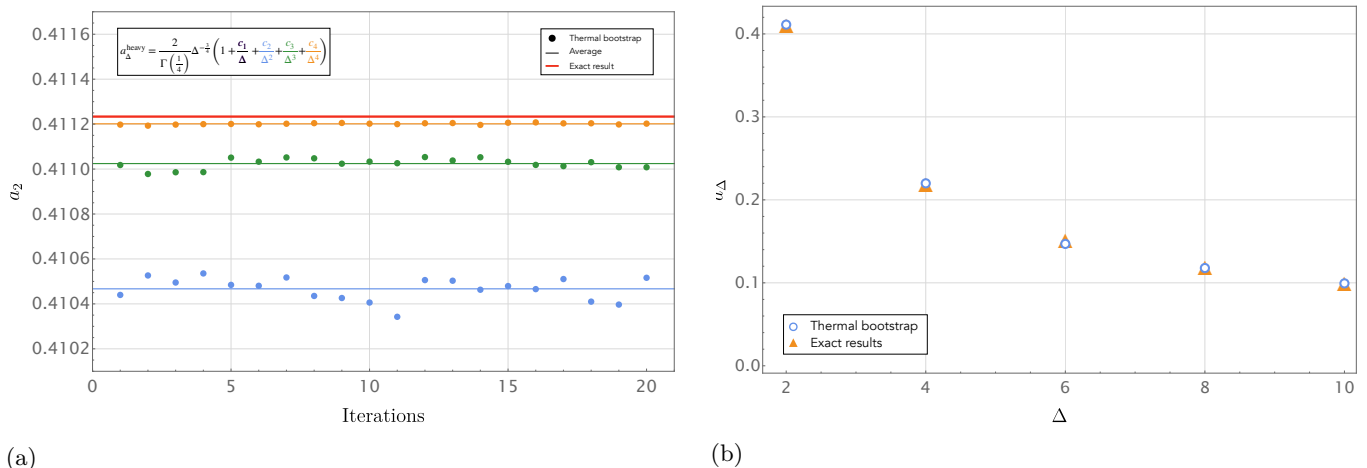 0.4116
0.4114
0.4112
0.4110
0.4108
0.4106
0.4104
0.4102
a₂
a_Δ^heavy = 2/Γ(1/4) Δ^(-3/4) (1 + c₁/Δ + c₂/Δ² + c₃/Δ³ + c₄/Δ⁴)
Thermal bootstrap
Average
Exact result
0 5 10 15 20
Iterations
(a)
0.4
0.3
0.2
0.1
0.0
a_Δ
Thermal bootstrap
Exact results
2 4 6 8 10
Δ
(b)